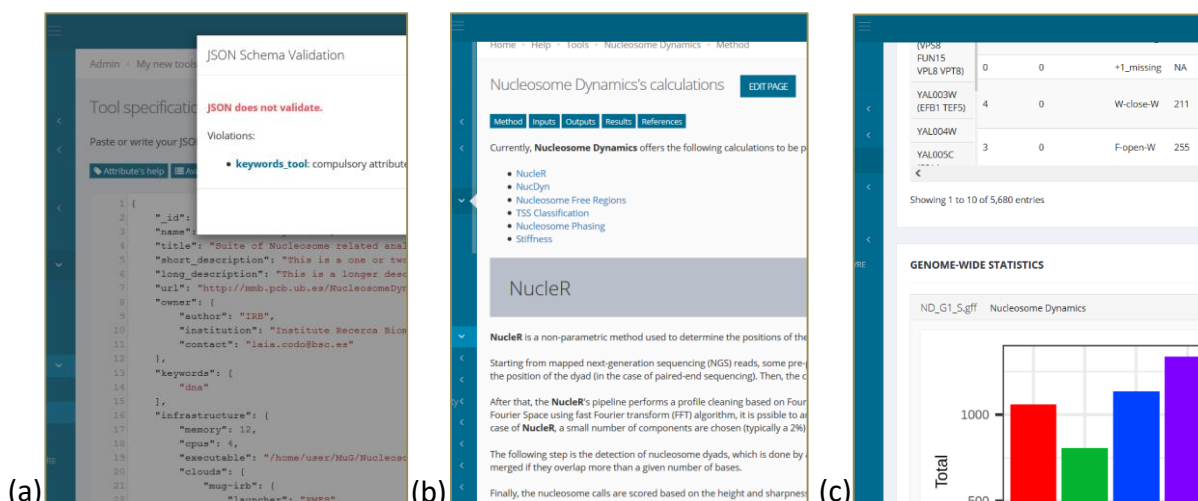 (a)
Admin • My new tools
JSON Schema Validation
JSON does not validate.
Violations:
• keywords_tool: compulsory attribute
Tool specificatio
Paste or write your JSO
Attribute's help
1 {
2 "_id":
3 "name":
4 "title": "Suite of Nucleosome related anal
5 "short_description": "This is a one or two
6 "long_description": "This is a longer desc
7 "url": "http://mmb.pcb.ub.es/NucleosomeDyn
8 "owner": {
9 "author": "IRB",
10 "institution": "Institute Recerca Biom
11 "contact": "laia.codo@bsc.es"
12 },
13 "keywords": [
14 "dna"
15 ],
16 "infrastructure": {
17 "memory": 12,
18 "cpus": 4,
19 "executable": "/home/user/MuG/Nucleoso
20 "clouds": {
21 "mug-irb": {
22 "launcher":
(b)
Home • Help • Tools • Nucleosome Dynamics • Method
Nucleosome Dynamics's calculations
EDIT PAGE
Method Inputs Outputs Results References
Currently, Nucleosome Dynamics offers the following calculations to be p
• NucleR
• NucDyn
• Nucleosome Free Regions
• TSS Classification
• Nucleosome Phasing
• Stiffness
NucleR
NucleR is a non-parametric method used to determine the positions of the
Starting from mapped next-generation sequencing (NGS) reads, some pre-
the position of the dyad (in the case of paired-end sequencing). Then, the c
After that, the NucleR's pipeline performs a profile cleaning based on Four
Fourier Space using fast Fourier transform (FFT) algorithm, it is pssible to a
case of NucleR, a small number of components are chosen (typically a 2%)
The following step is the detection of nucleosome dyads, which is done by
merged if they overlap more than a given number of bases.
Finally, the nucleosome calls are scored based on the height and sharpness
(c)
(VPS8
FUN15
VPL8 VPT8) 0 0 +1_missing NA
YAL003W
(EFB1 TEF5) 4 0 W-close-W 211
YAL004W
YAL005C 3 0 F-open-W 255
Showing 1 to 10 of 5,680 entries
GENOME-WIDE STATISTICS
ND_G1_S.gff Nucleosome Dynamics
1000
Total
500